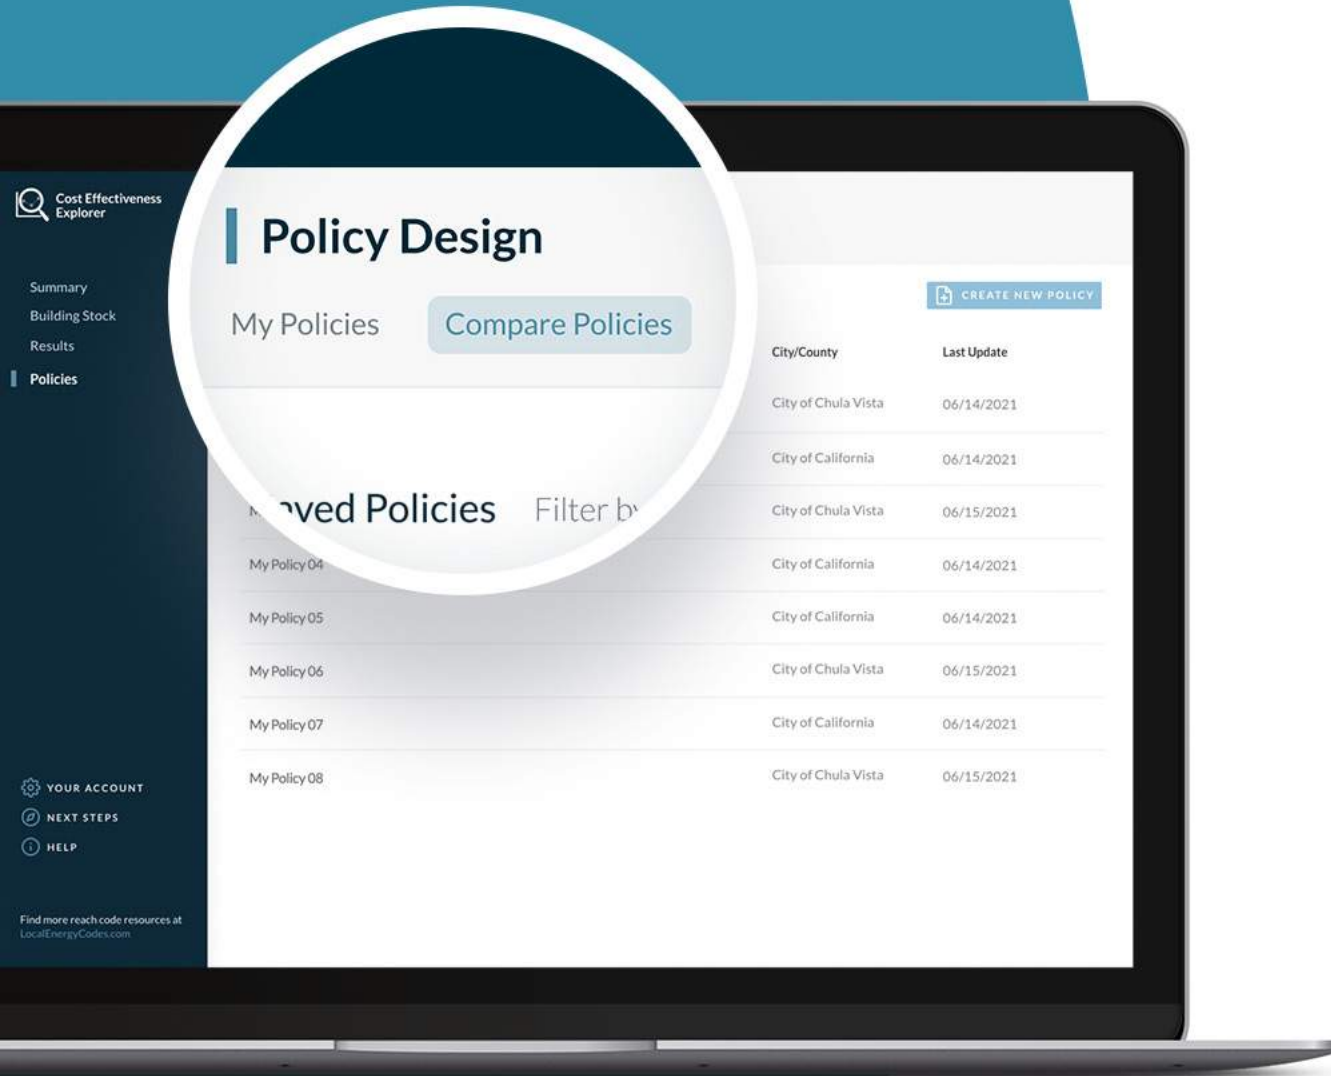 Cost Effectiveness
Explorer
Summary
Building Stock
Results
Policies
YOUR ACCOUNT
NEXT STEPS
HELP
Find more reach code resources at
LocalEnergyCodes.com
Policy Design
My Policies Compare Policies
Policies Filter
CREATE NEW POLICY
City/County Last Update
City of Chula Vista 06/14/2021
City of California 06/14/2021
City of Chula Vista 06/15/2021
My Policy 04 City of California 06/14/2021
My Policy 05 City of California 06/14/2021
My Policy 06 City of Chula Vista 06/15/2021
My Policy 07 City of California 06/14/2021
My Policy 08 City of Chula Vista 06/15/2021